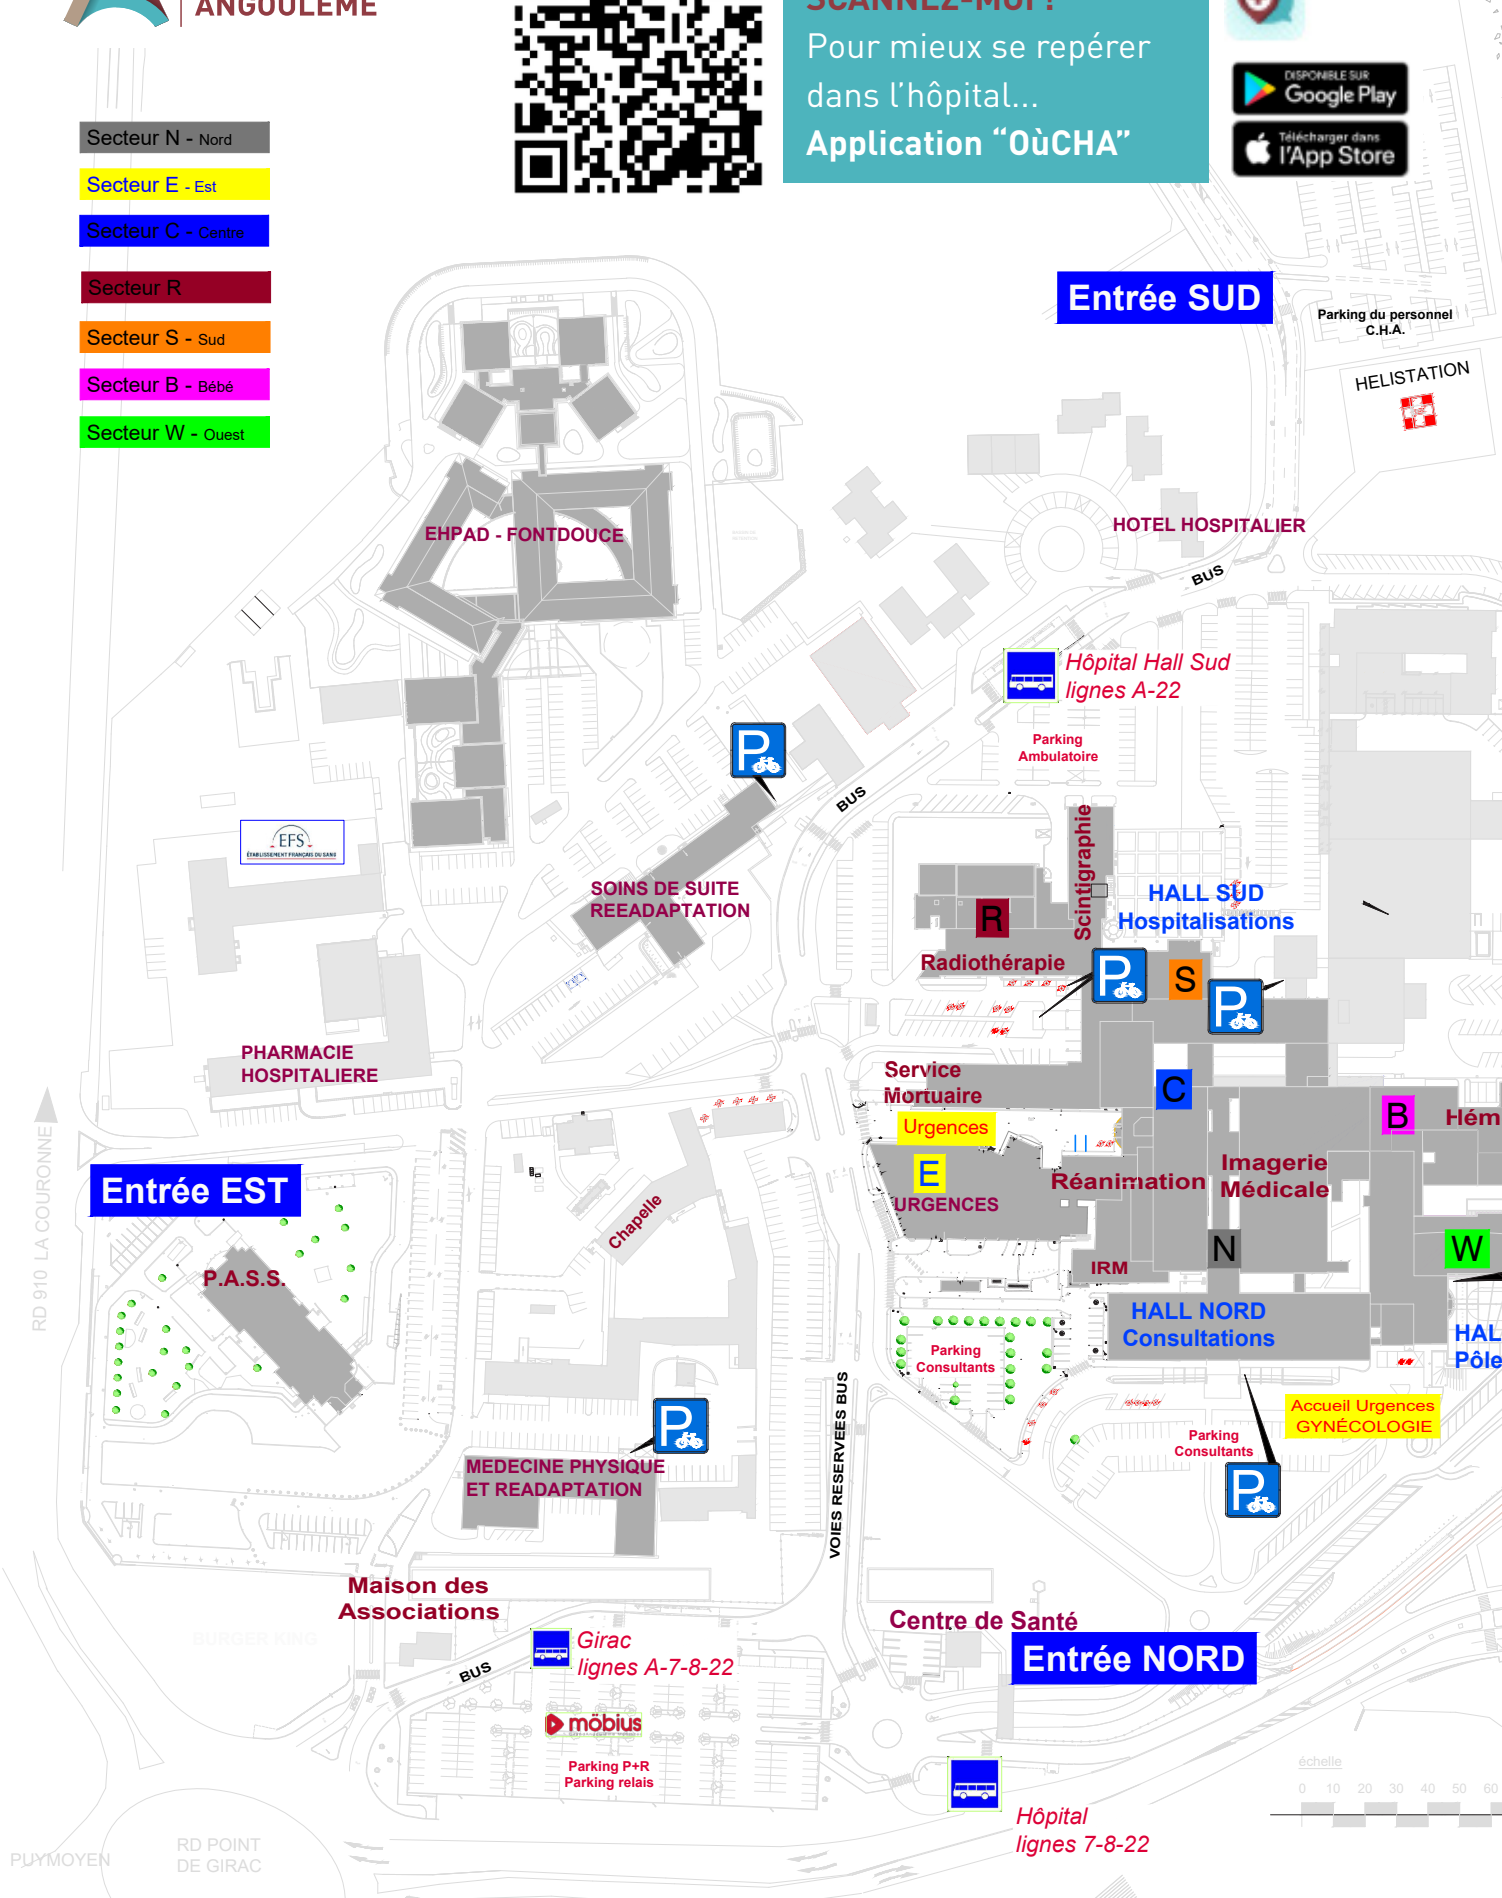 ANGOULÊME
SCANNEZ-MOI !
Pour mieux se repérer
dans l'hôpital...
Application “OùCHA”
DISPONIBLE SUR
Google Play
Télécharger dans
l'App Store
Secteur N - Nord
Secteur E - Est
Secteur C - Centre
Secteur R
Secteur S - Sud
Secteur B - Bébé
Secteur W - Ouest
Entrée SUD
Parking du personnel
C.H.A.
HELISTATION
EHPAD - FONTDOUCE
HOTEL HOSPITALIER
BUS
Hôpital Hall Sud
lignes A-22
P
Parking
Ambulatoire
BUS
EFS
ÉTABLISSEMENT FRANÇAIS DU SANG
SOINS DE SUITE
REEADAPTATION
Scintigraphie
HALL SUD
Hospitalisations
R
Radiothérapie
P
S
P
PHARMACIE
HOSPITALIERE
Service
Mortuaire
C
B
Hém
Urgences
E
URGENCES
Réanimation
Imagerie
Médicale
Entrée EST
RD 910 LA COURONNE
Chapelle
P.A.S.S.
N
W
IRM
HALL NORD
Consultations
HAL
Pôle
Parking
Consultants
VOIES RESERVEES BUS
Accueil Urgences
GYNÉCOLOGIE
P
Parking
Consultants
P
MEDECINE PHYSIQUE
ET READAPTATION
Maison des
Associations
Centre de Santé
BURGER KING
Girac
lignes A-7-8-22
BUS
Entrée NORD
möbius
Parking P+R
Parking relais
échelle
0 10 20 30 40 50 60
Hôpital
lignes 7-8-22
RD POINT
DE GIRAC
PUYMOYEN